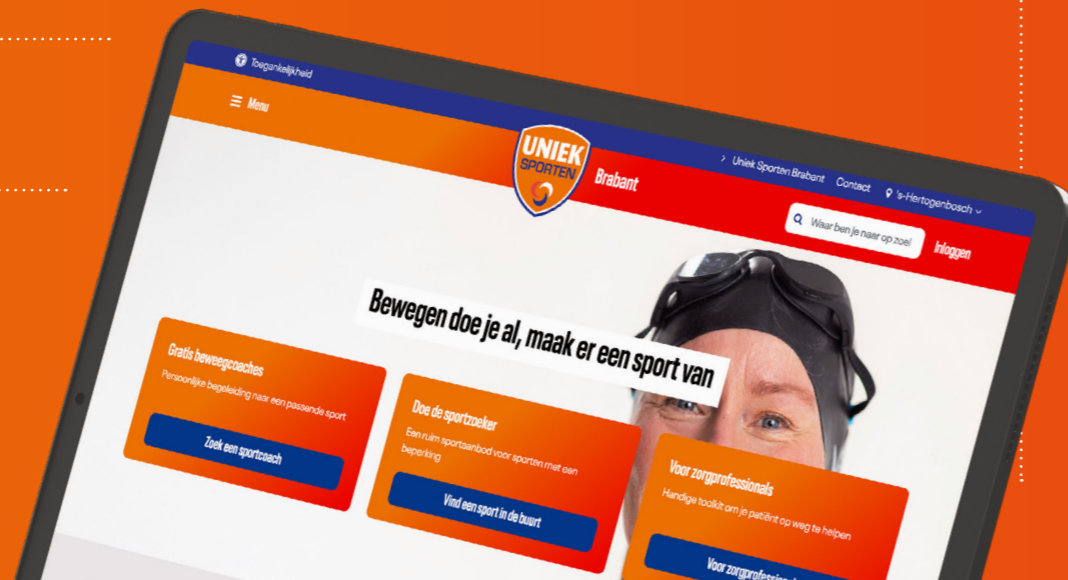 Toegankelijkheid
Menu
UNIEK
SPORTEN
Brabant
Uniek Sporten Brabant
Contact
's-Hertogenbosch
Waar ben je naar op zoe
Inloggen
Bewegen doe je al, maak er een sport van
Gratis beweegcoaches
Persoonlijke begeleiding naar een passende sport
Zoek een sportcoach
Doe de sportzoeker
Een ruim sportaanbod voor sporten met een
beperking
Vind een sport in de buurt
Voor zorgprofessionals
Handige toolkit om je patiënt op weg te helpen
Voor